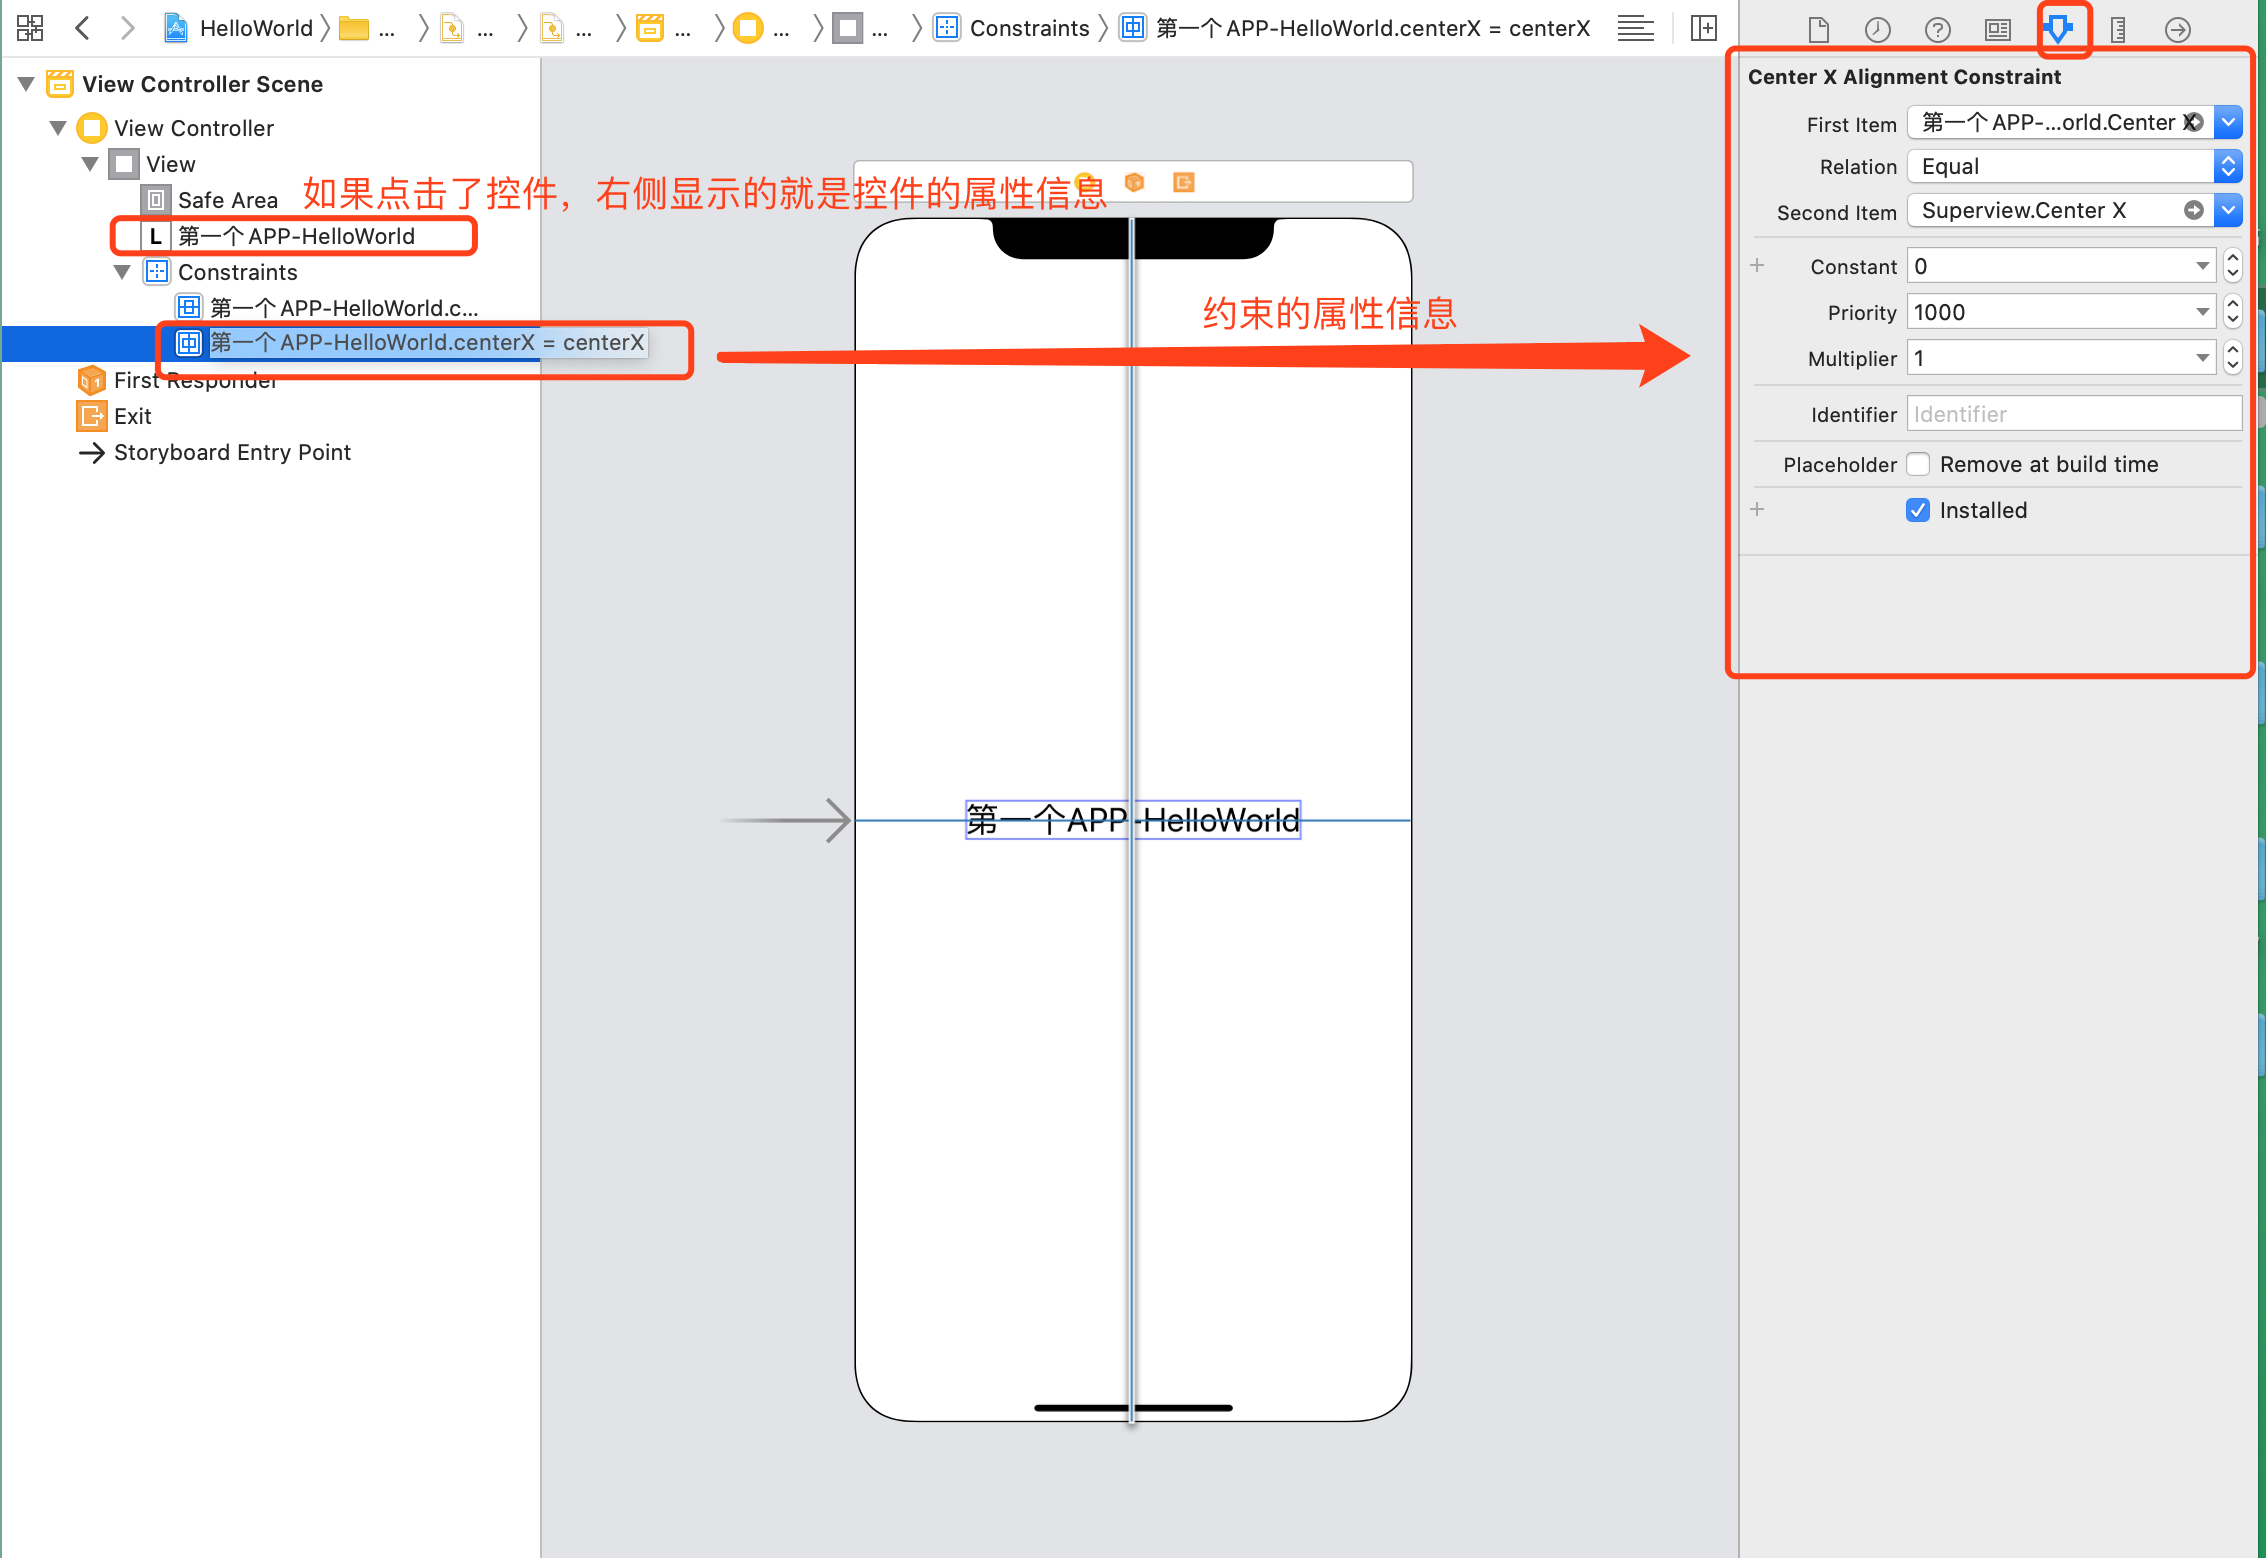 HelloWorld ... ... ... ... ... ... Constraints 第一个APP-HelloWorld.centerX = centerX
View Controller Scene
View Controller
View
Safe Area
如果点击了控件，右侧显示的就是控件的属性信息
L 第一个APP-HelloWorld
Constraints
第一个APP-HelloWorld.c...
第一个APP-HelloWorld.centerX = centerX
First Responder
Exit
Storyboard Entry Point
约束的属性信息
第一个APP-HelloWorld
Center X Alignment Constraint
First Item 第一个APP-...orld.Center X
Relation Equal
Second Item Superview.Center X
Constant 0
Priority 1000
Multiplier 1
Identifier Identifier
Placeholder Remove at build time
Installed